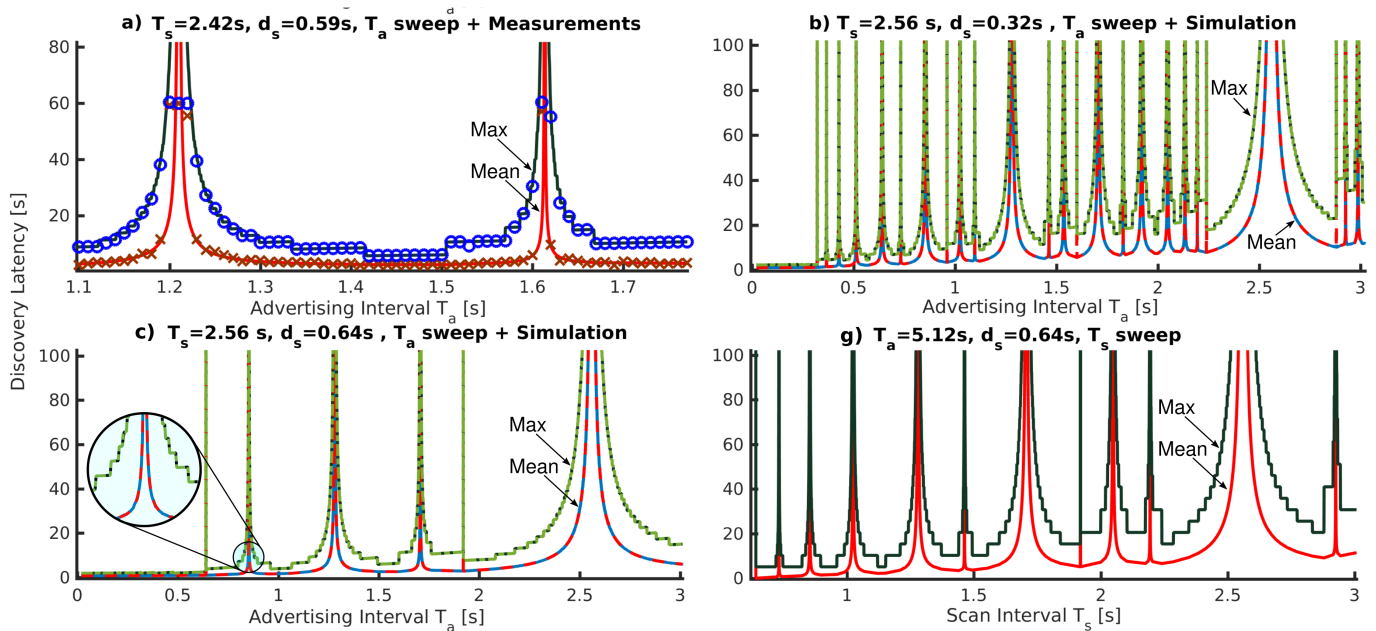 a) Ts=2.42s, ds=0.59s, Ta sweep + Measurements
80
60
40
20
Max
Mean
1.1 1.2 1.3 1.4 1.5 1.6 1.7
Advertising Interval Ta [s]
b) Ts=2.56 s, ds=0.32s , Ta sweep + Simulation
100
80
60
40
20
0
Max
Mean
0 0.5 1 1.5 2 2.5 3
Advertising Interval Ta [s]
Discovery Latency [s]
c) Ts=2.56 s, ds=0.64s , Ta sweep + Simulation
100
80
60
40
20
0
Max
Mean
0 0.5 1 1.5 2 2.5 3
Advertising Interval Ta [s]
g) Ta=5.12s, ds=0.64s, Ts sweep
100
80
60
40
20
0
Max
Mean
1 1.5 2 2.5 3
Scan Interval Ts [s]